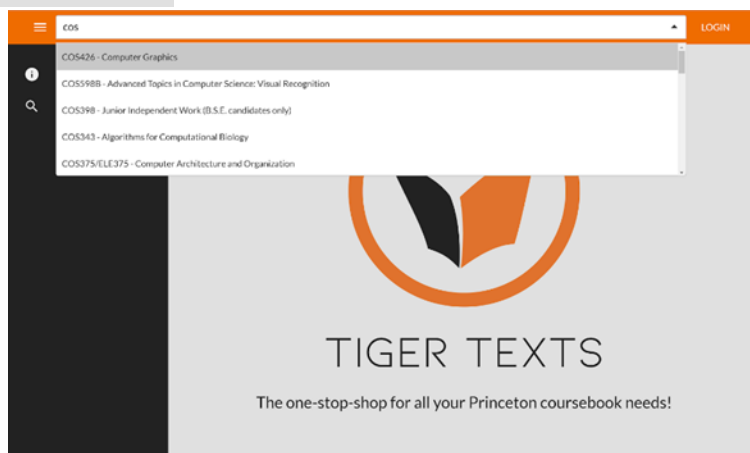 cos
LOGIN
COS426 - Computer Graphics
COS598B - Advanced Topics in Computer Science: Visual Recognition
COS398 - Junior Independent Work (B.S.E. candidates only)
COS343 - Algorithms for Computational Biology
COS375/ELE375 - Computer Architecture and Organization
TIGER TEXTS
The one-stop-shop for all your Princeton coursebook needs!